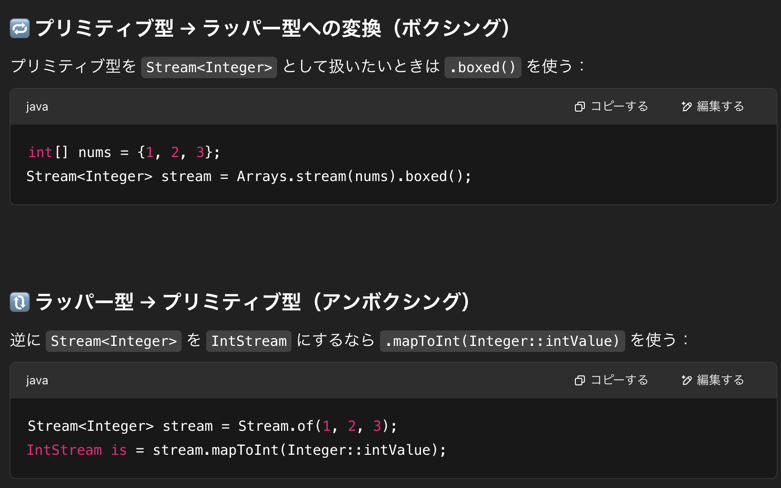 🔁 プリミティブ型 → ラッパー型への変換（ボクシング）
プリミティブ型を Stream<Integer> として扱いたいときは .boxed() を使う：
java コピーする 編集する
int[] nums = {1, 2, 3};
Stream<Integer> stream = Arrays.stream(nums).boxed();
🔃 ラッパー型 → プリミティブ型（アンボクシング）
逆に Stream<Integer> を IntStream にするなら .mapToInt(Integer::intValue) を使う：
java コピーする 編集する
Stream<Integer> stream = Stream.of(1, 2, 3);
IntStream is = stream.mapToInt(Integer::intValue);